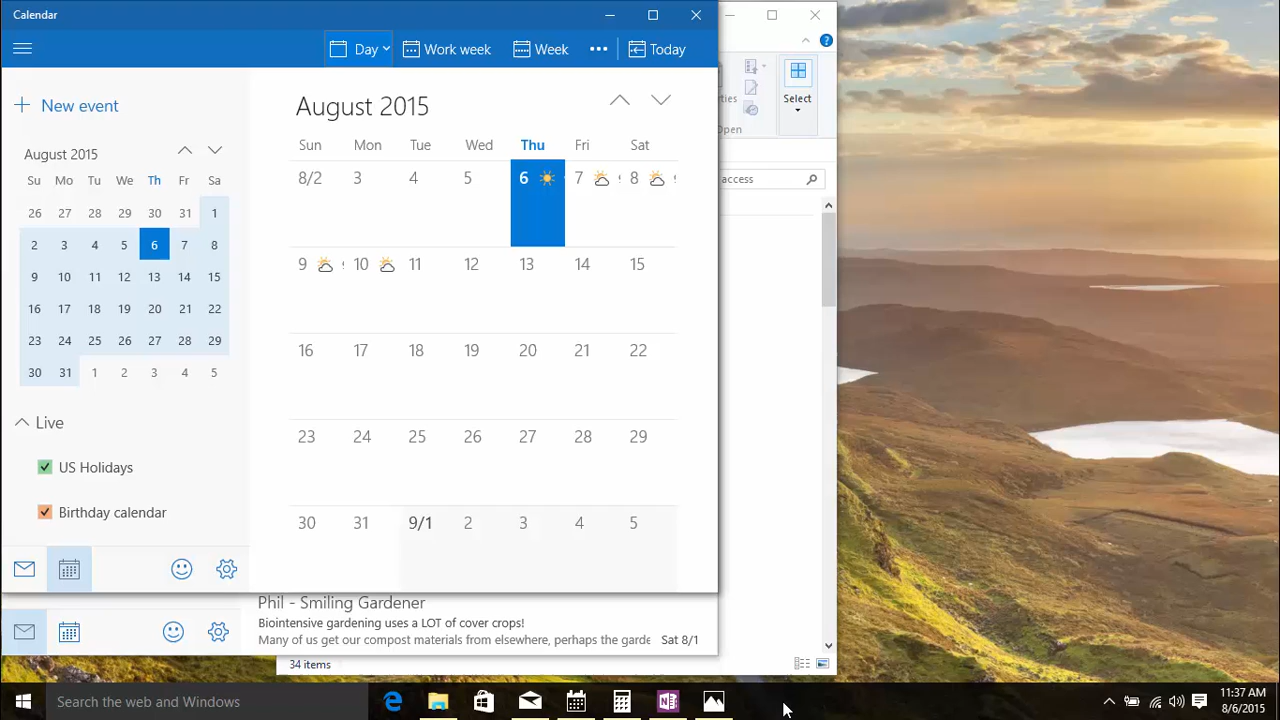 Calendar
Day Work week Week ••• Today
New event
August 2015
Su Mo Tu We Th Fr Sa
26 27 28 29 30 31 1
2 3 4 5 6 7 8
9 10 11 12 13 14 15
16 17 18 19 20 21 22
23 24 25 26 27 28 29
30 31 1 2 3 4 5
Live
US Holidays
Birthday calendar
August 2015
Sun Mon Tue Wed Thu Fri Sat
8/2 3 4 5 6 7 8
9 10 11 12 13 14 15
16 17 18 19 20 21 22
23 24 25 26 27 28 29
30 31 9/1 2 3 4 5
Select
Open
access
Phil - Smiling Gardener
Biointensive gardening uses a LOT of cover crops!
Many of us get our compost materials from elsewhere, perhaps the garde Sat 8/1
34 items
Search the web and Windows
11:37 AM
8/6/2015